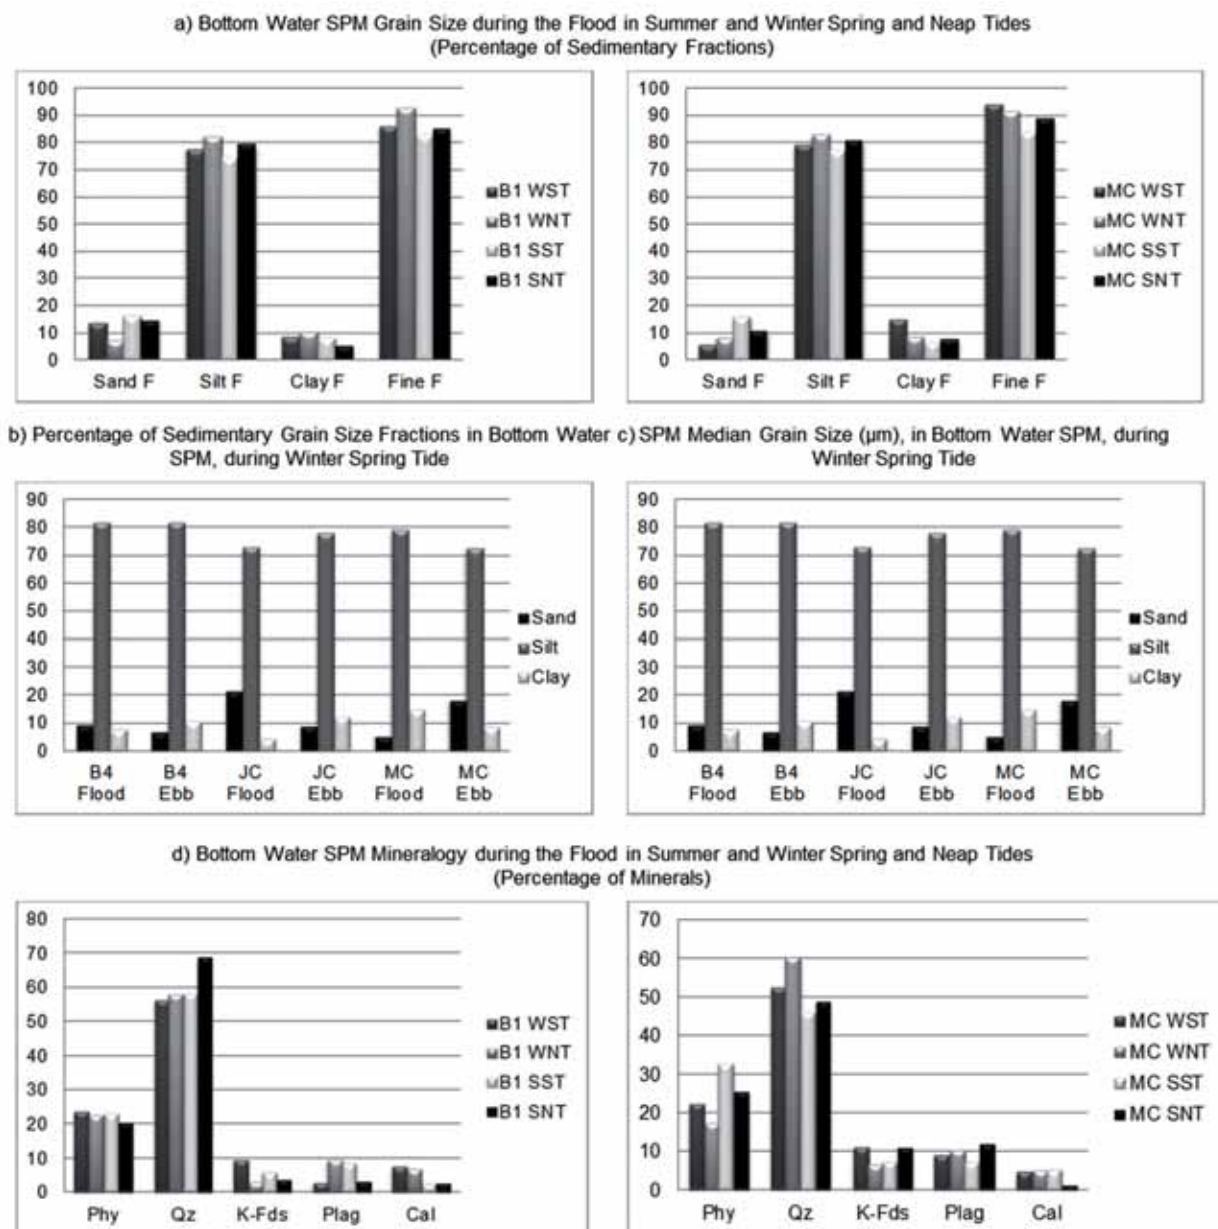 a) Bottom Water SPM Grain Size during the Flood in Summer and Winter Spring and Neap Tides
(Percentage of Sedimentary Fractions)
100
90
80
70
60
50
40
30
20
10
0
Sand F Silt F Clay F Fine F
B1 WST
B1 WNT
B1 SST
B1 SNT
100
90
80
70
60
50
40
30
20
10
0
Sand F Silt F Clay F Fine F
MC WST
MC WNT
MC SST
MC SNT
b) Percentage of Sedimentary Grain Size Fractions in Bottom Water
SPM, during Winter Spring Tide
90
80
70
60
50
40
30
20
10
0
B4 B4 JC JC MC MC
Flood Ebb Flood Ebb Flood Ebb
Sand
Silt
Clay
c) SPM Median Grain Size (µm), in Bottom Water SPM, during
Winter Spring Tide
90
80
70
60
50
40
30
20
10
0
B4 B4 JC JC MC MC
Flood Ebb Flood Ebb Flood Ebb
Sand
Silt
Clay
d) Bottom Water SPM Mineralogy during the Flood in Summer and Winter Spring and Neap Tides
(Percentage of Minerals)
80
70
60
50
40
30
20
10
0
Phy Qz K-Fds Plag Cal
B1 WST
B1 WNT
B1 SST
B1 SNT
70
60
50
40
30
20
10
0
Phy Qz K-Fds Plag Cal
MC WST
MC WNT
MC SST
MC SNT